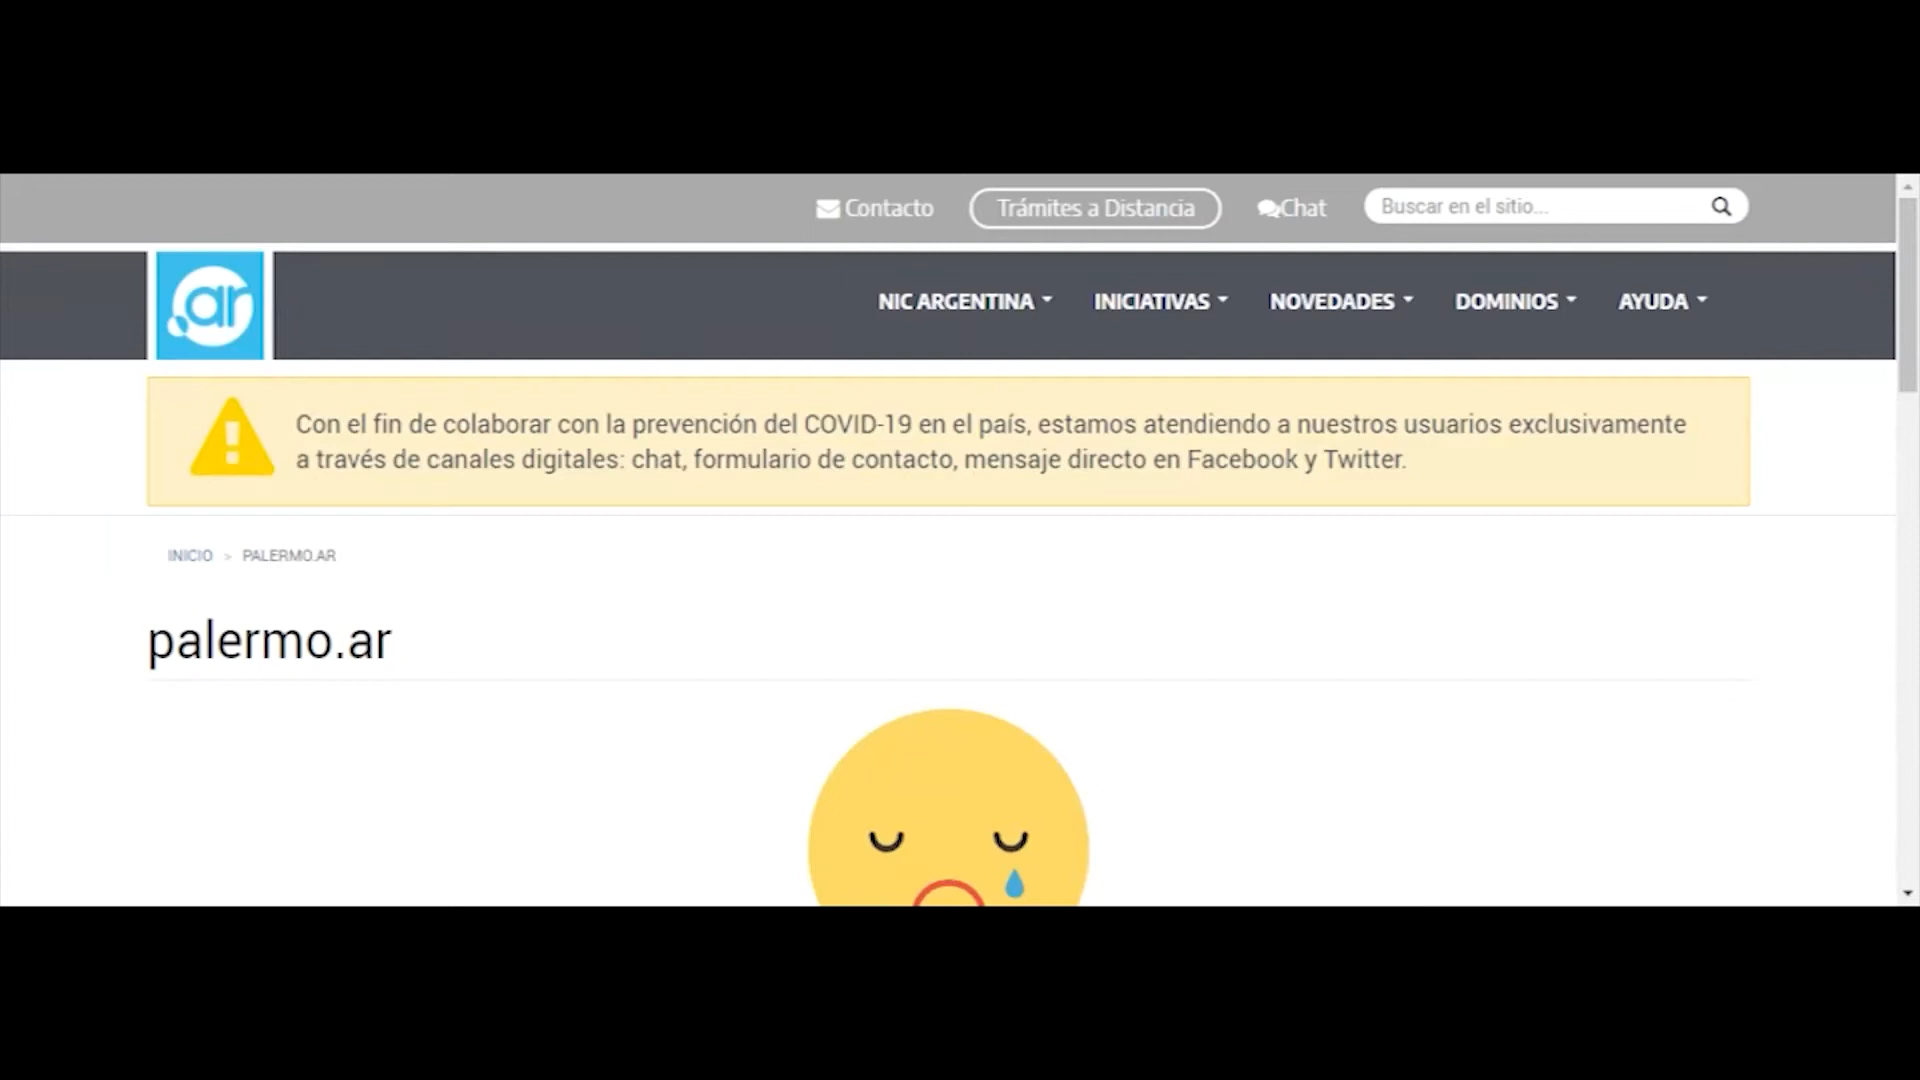 Contacto
Trámites a Distancia
Chat
Buscar en el sitio...
.ar
NIC ARGENTINA
INICIATIVAS
NOVEDADES
DOMINIOS
AYUDA
Con el fin de colaborar con la prevención del COVID-19 en el país, estamos atendiendo a nuestros usuarios exclusivamente
a través de canales digitales: chat, formulario de contacto, mensaje directo en Facebook y Twitter.
INICIO > PALERMO.AR
palermo.ar